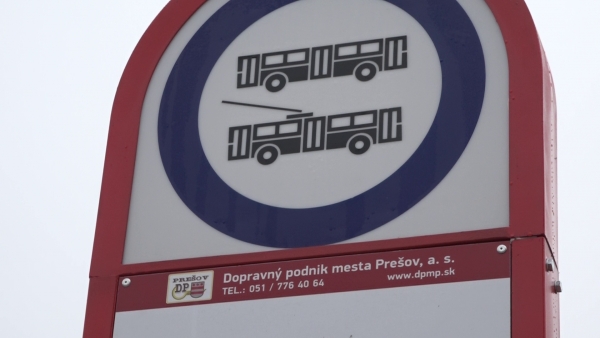 PREŠOV
DP
Dopravný podnik mesta Prešov, a. s.
TEL.: 051 / 776 40 64
www.dpmp.sk